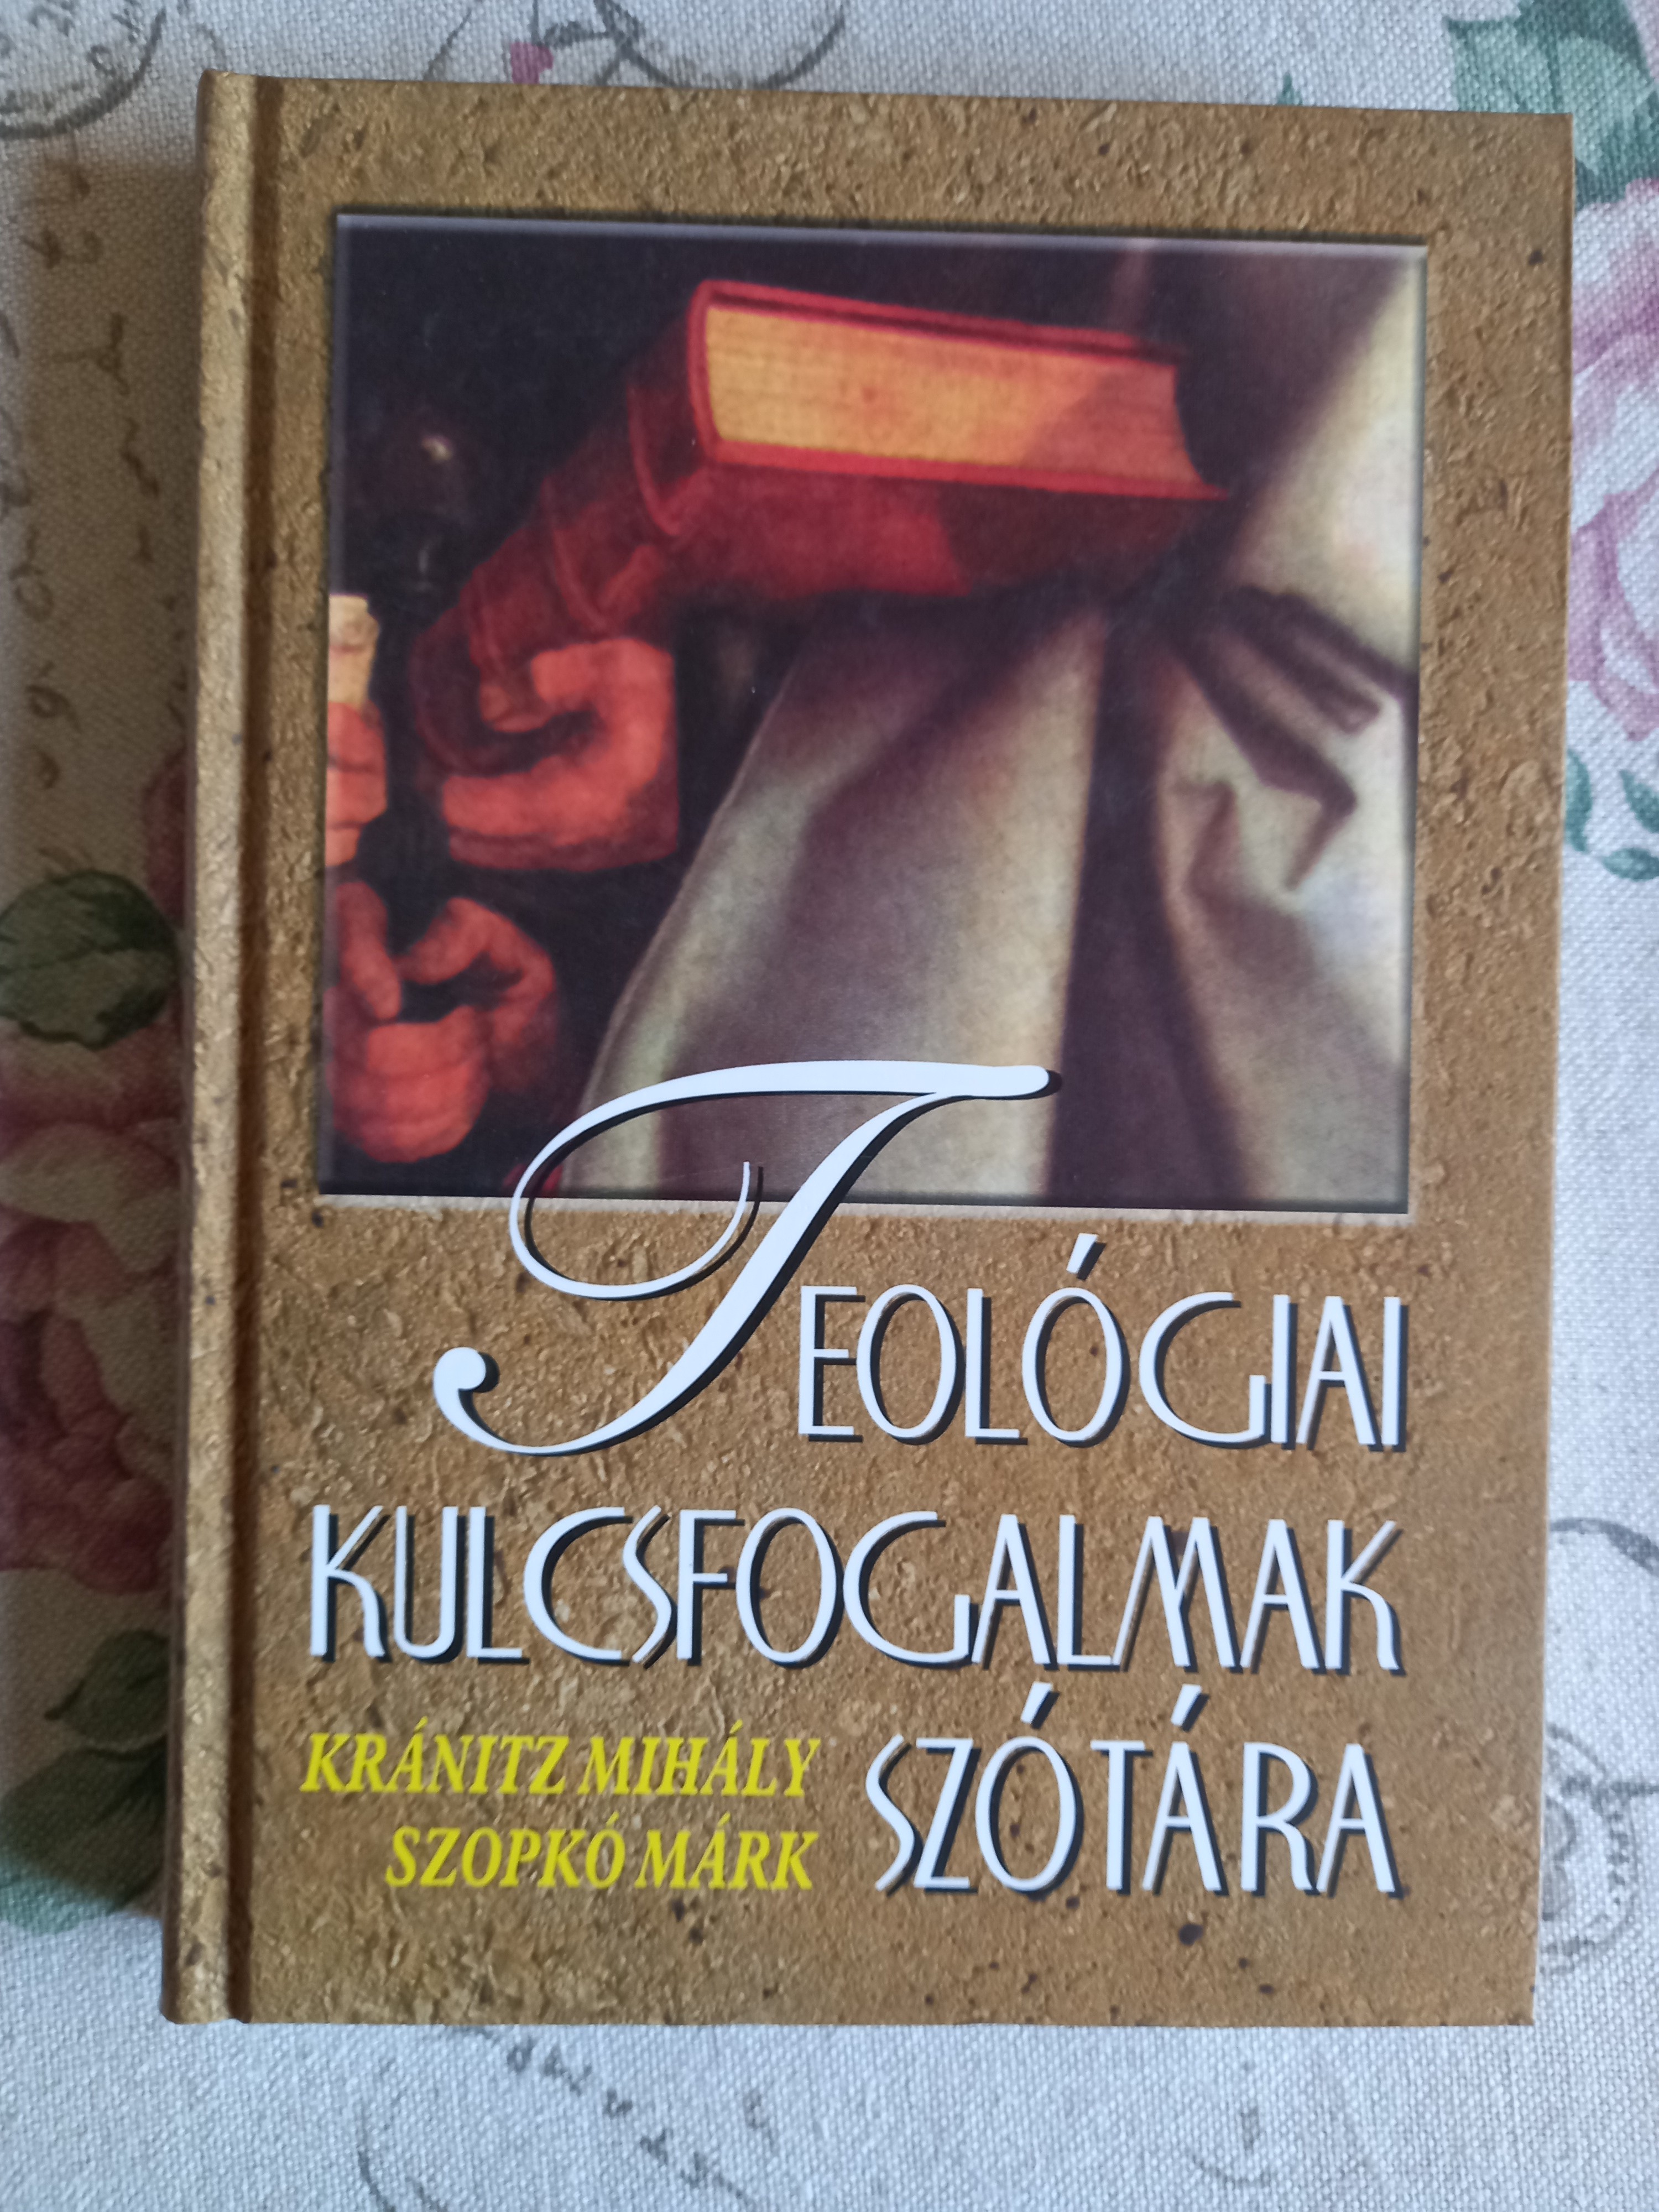 TEOLÓGIAI
KULCSFOGALMAK
SZÓTÁRA
KRÁNITZ MIHÁLY
SZOPKÓ MÁRK